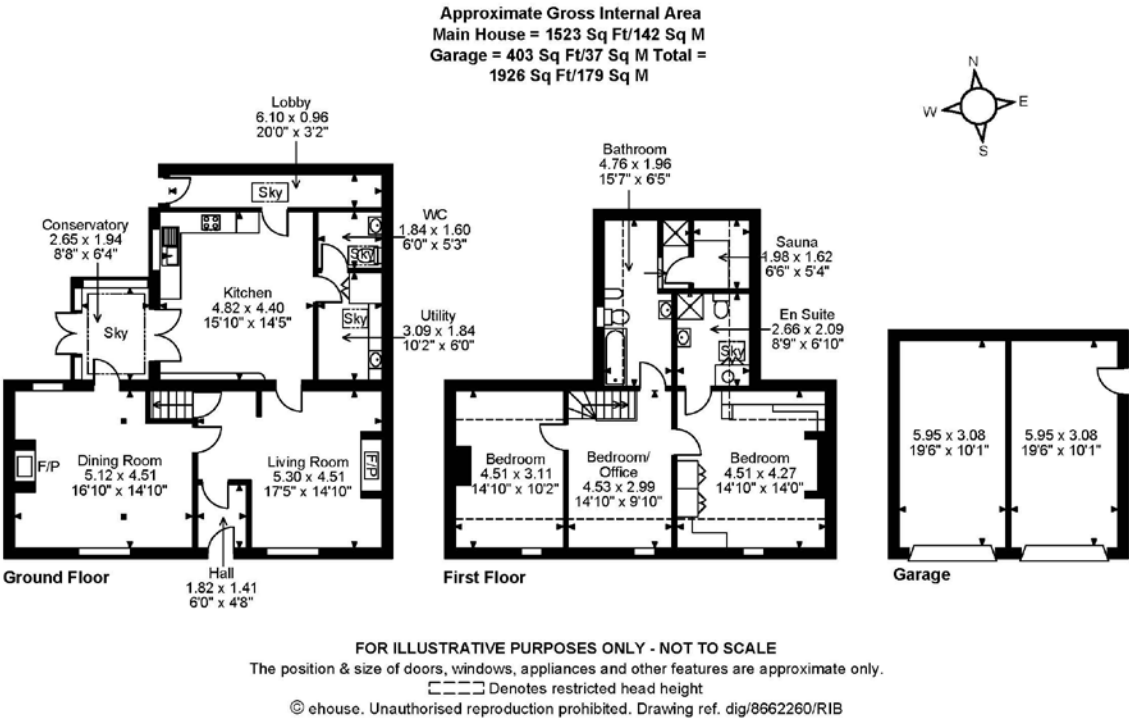 Approximate Gross Internal Area
Main House = 1523 Sq Ft/142 Sq M
Garage = 403 Sq Ft/37 Sq M Total =
1926 Sq Ft/179 Sq M
N
W
E
S
Lobby
6.10 x 0.96
20'0" x 3'2"
Sky
Conservatory
2.65 x 1.94
8'8" x 6'4"
Sky
WC
1.84 x 1.60
6'0" x 5'3"
Sky
Kitchen
4.82 x 4.40
15'10" x 14'5"
Sky
Utility
3.09 x 1.84
10'2" x 6'0"
F/P
Dining Room
5.12 x 4.51
16'10" x 14'10"
Living Room
5.30 x 4.51
17'5" x 14'10"
F/P
Hall
1.82 x 1.41
6'0" x 4'8"
Ground Floor
Bathroom
4.76 x 1.96
15'7" x 6'5"
Sauna
1.98 x 1.62
6'6" x 5'4"
En Suite
2.66 x 2.09
8'9" x 6'10"
Sky
Bedroom
4.51 x 3.11
14'10" x 10'2"
Bedroom/
Office
4.53 x 2.99
14'10" x 9'10"
Bedroom
4.51 x 4.27
14'10" x 14'0"
First Floor
5.95 x 3.08
19'6" x 10'1"
5.95 x 3.08
19'6" x 10'1"
Garage
FOR ILLUSTRATIVE PURPOSES ONLY - NOT TO SCALE
The position & size of doors, windows, appliances and other features are approximate only.
Denotes restricted head height
© ehouse. Unauthorised reproduction prohibited. Drawing ref. dig/8662260/RIB